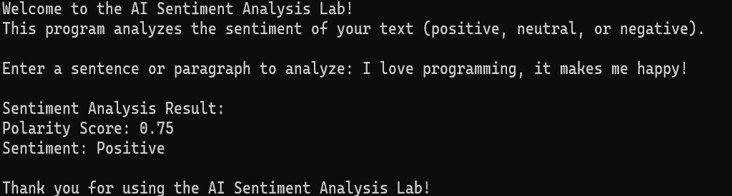 Welcome to the AI Sentiment Analysis Lab!
This program analyzes the sentiment of your text (positive, neutral, or negative).
Enter a sentence or paragraph to analyze: I love programming, it makes me happy!
Sentiment Analysis Result:
Polarity Score: 0.75
Sentiment: Positive
Thank you for using the AI Sentiment Analysis Lab!